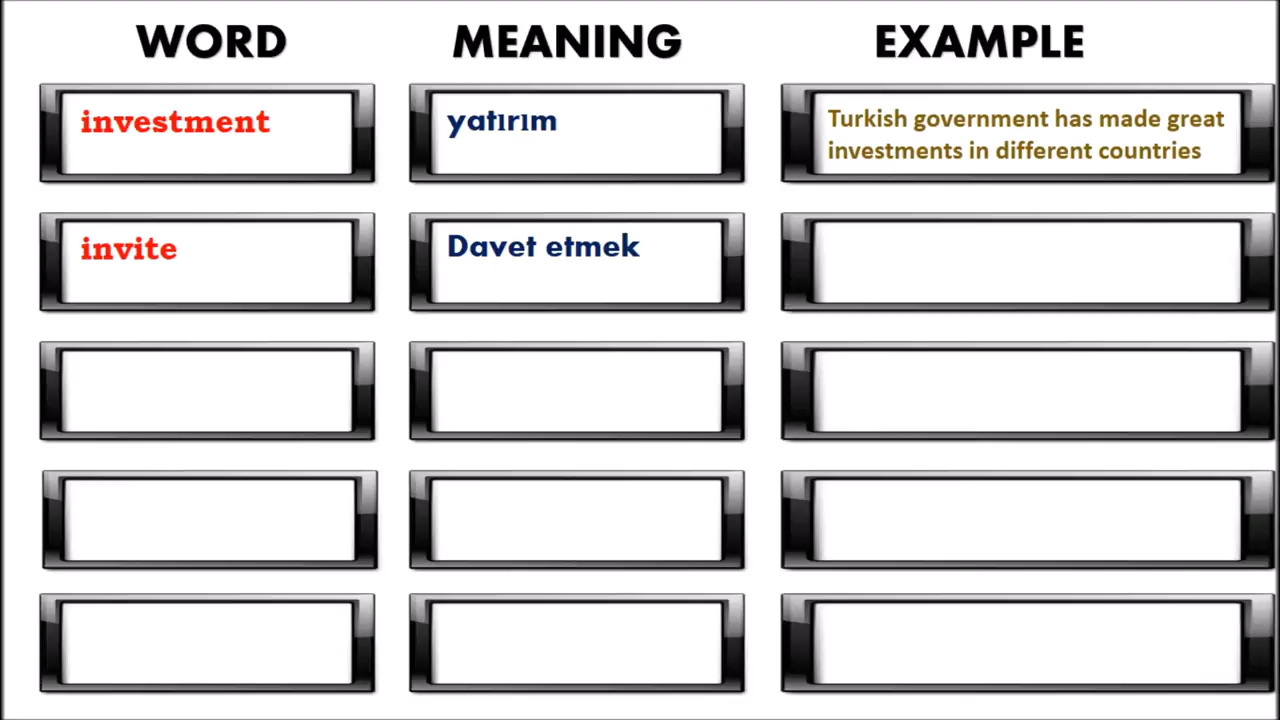 WORD MEANING EXAMPLE
investment yatırım Turkish government has made great
investments in different countries
invite Davet etmek